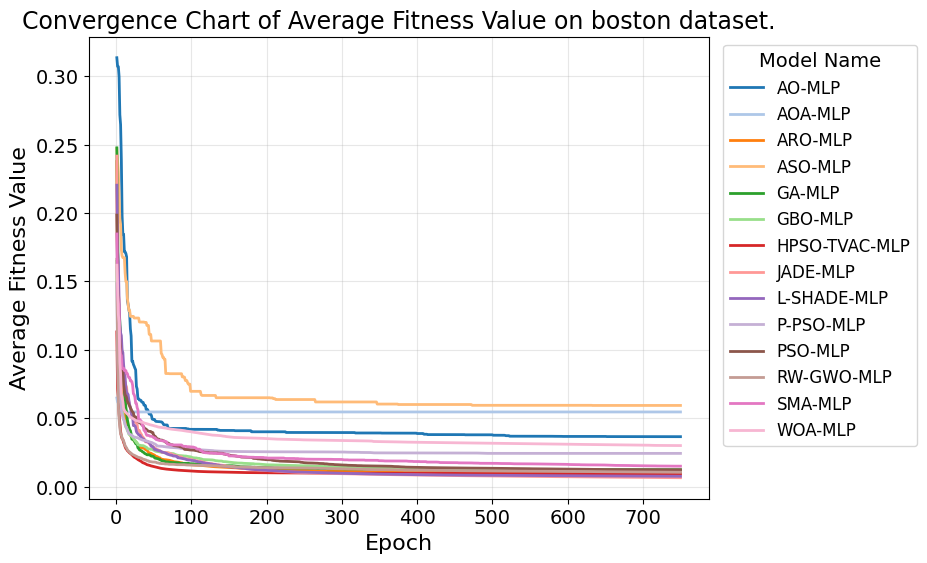 Convergence Chart of Average Fitness Value on boston dataset.
Average Fitness Value
0.30
0.25
0.20
0.15
0.10
0.05
0.00
0 100 200 300 400 500 600 700
Epoch
Model Name
AO-MLP
AOA-MLP
ARO-MLP
ASO-MLP
GA-MLP
GBO-MLP
HPSO-TVAC-MLP
JADE-MLP
L-SHADE-MLP
P-PSO-MLP
PSO-MLP
RW-GWO-MLP
SMA-MLP
WOA-MLP